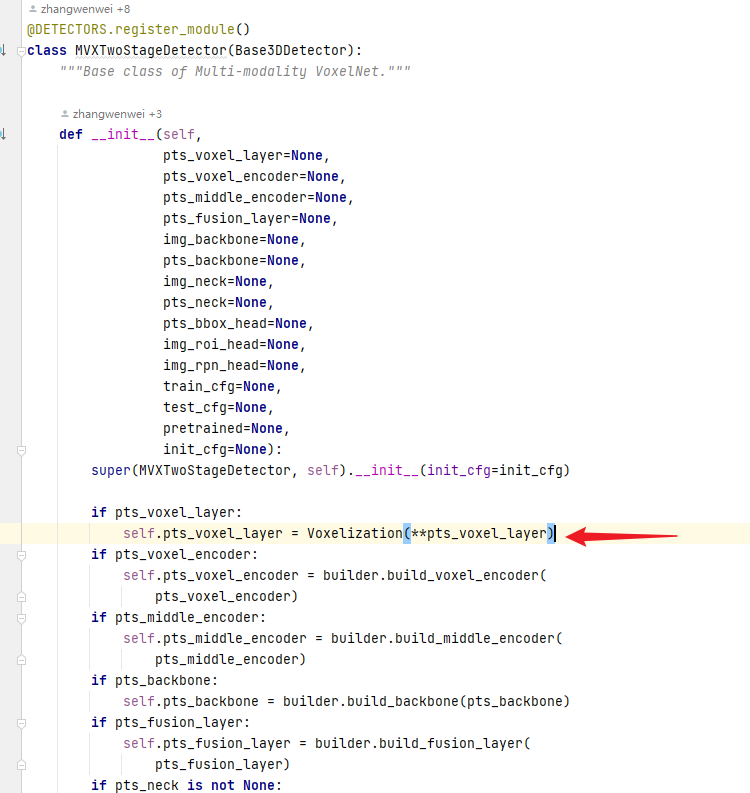 zhangwenwei +8
@DETECTORS.register_module()
class MVXTwoStageDetector(Base3DDetector):
"""Base class of Multi-modality VoxelNet."""
zhangwenwei +3
def __init__(self,
pts_voxel_layer=None,
pts_voxel_encoder=None,
pts_middle_encoder=None,
pts_fusion_layer=None,
img_backbone=None,
pts_backbone=None,
img_neck=None,
pts_neck=None,
pts_bbox_head=None,
img_roi_head=None,
img_rpn_head=None,
train_cfg=None,
test_cfg=None,
pretrained=None,
init_cfg=None):
super(MVXTwoStageDetector, self).__init__(init_cfg=init_cfg)
if pts_voxel_layer:
self.pts_voxel_layer = Voxelization(**pts_voxel_layer)
if pts_voxel_encoder:
self.pts_voxel_encoder = builder.build_voxel_encoder(
pts_voxel_encoder)
if pts_middle_encoder:
self.pts_middle_encoder = builder.build_middle_encoder(
pts_middle_encoder)
if pts_backbone:
self.pts_backbone = builder.build_backbone(pts_backbone)
if pts_fusion_layer:
self.pts_fusion_layer = builder.build_fusion_layer(
pts_fusion_layer)
if pts_neck is not None: